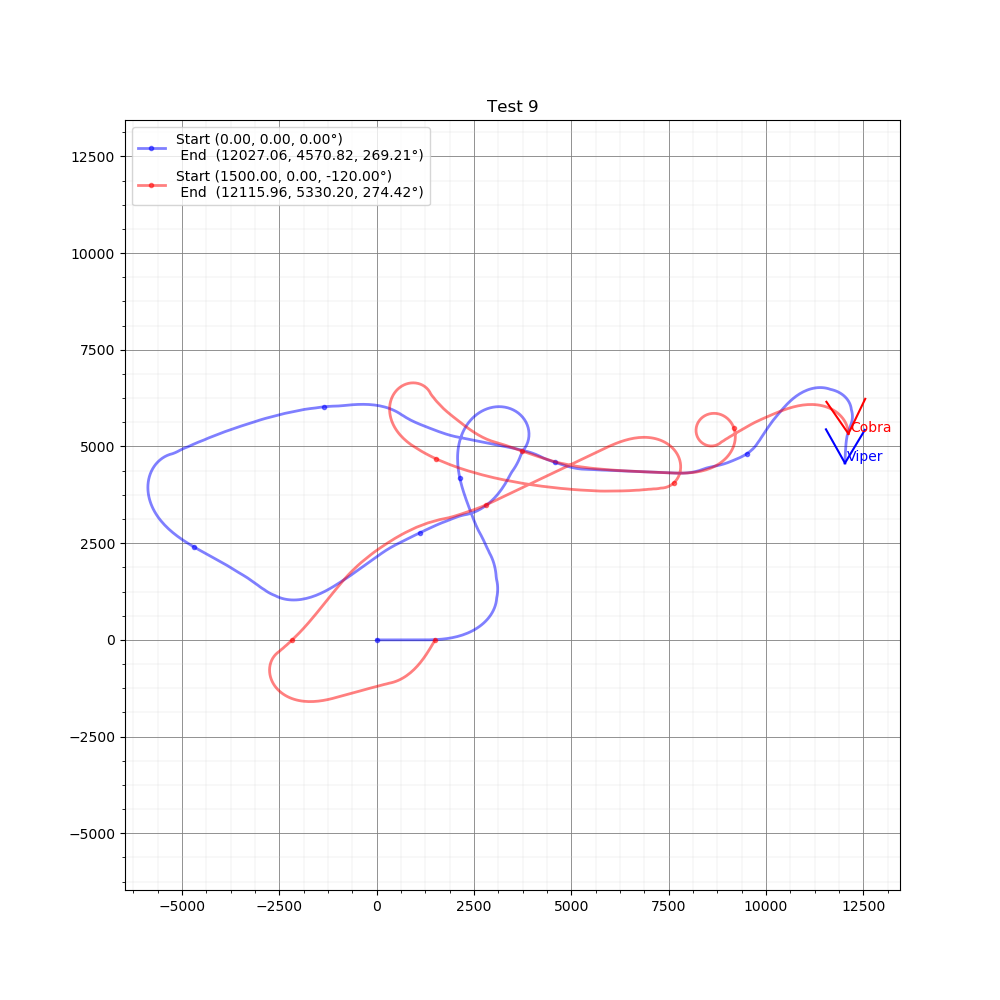 Test 9
Start (0.00, 0.00, 0.00°)
End  (12027.06, 4570.82, 269.21°)
Start (1500.00, 0.00, -120.00°)
End  (12115.96, 5330.20, 274.42°)
12500
10000
7500
5000
2500
0
−2500
−5000
Cobra
Viper
−5000 −2500 0 2500 5000 7500 10000 12500